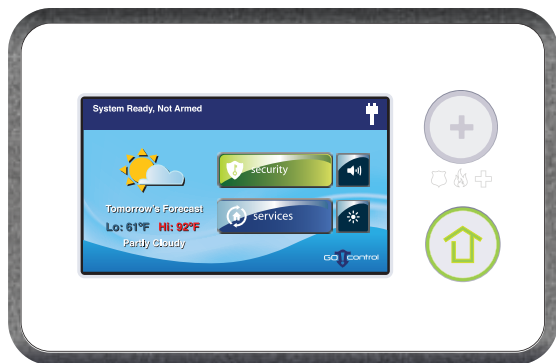 System Ready, Not Armed
security
Tomorrow's Forecast
services
Lo: 61°F Hi: 92°F
Partly Cloudy
GO!control